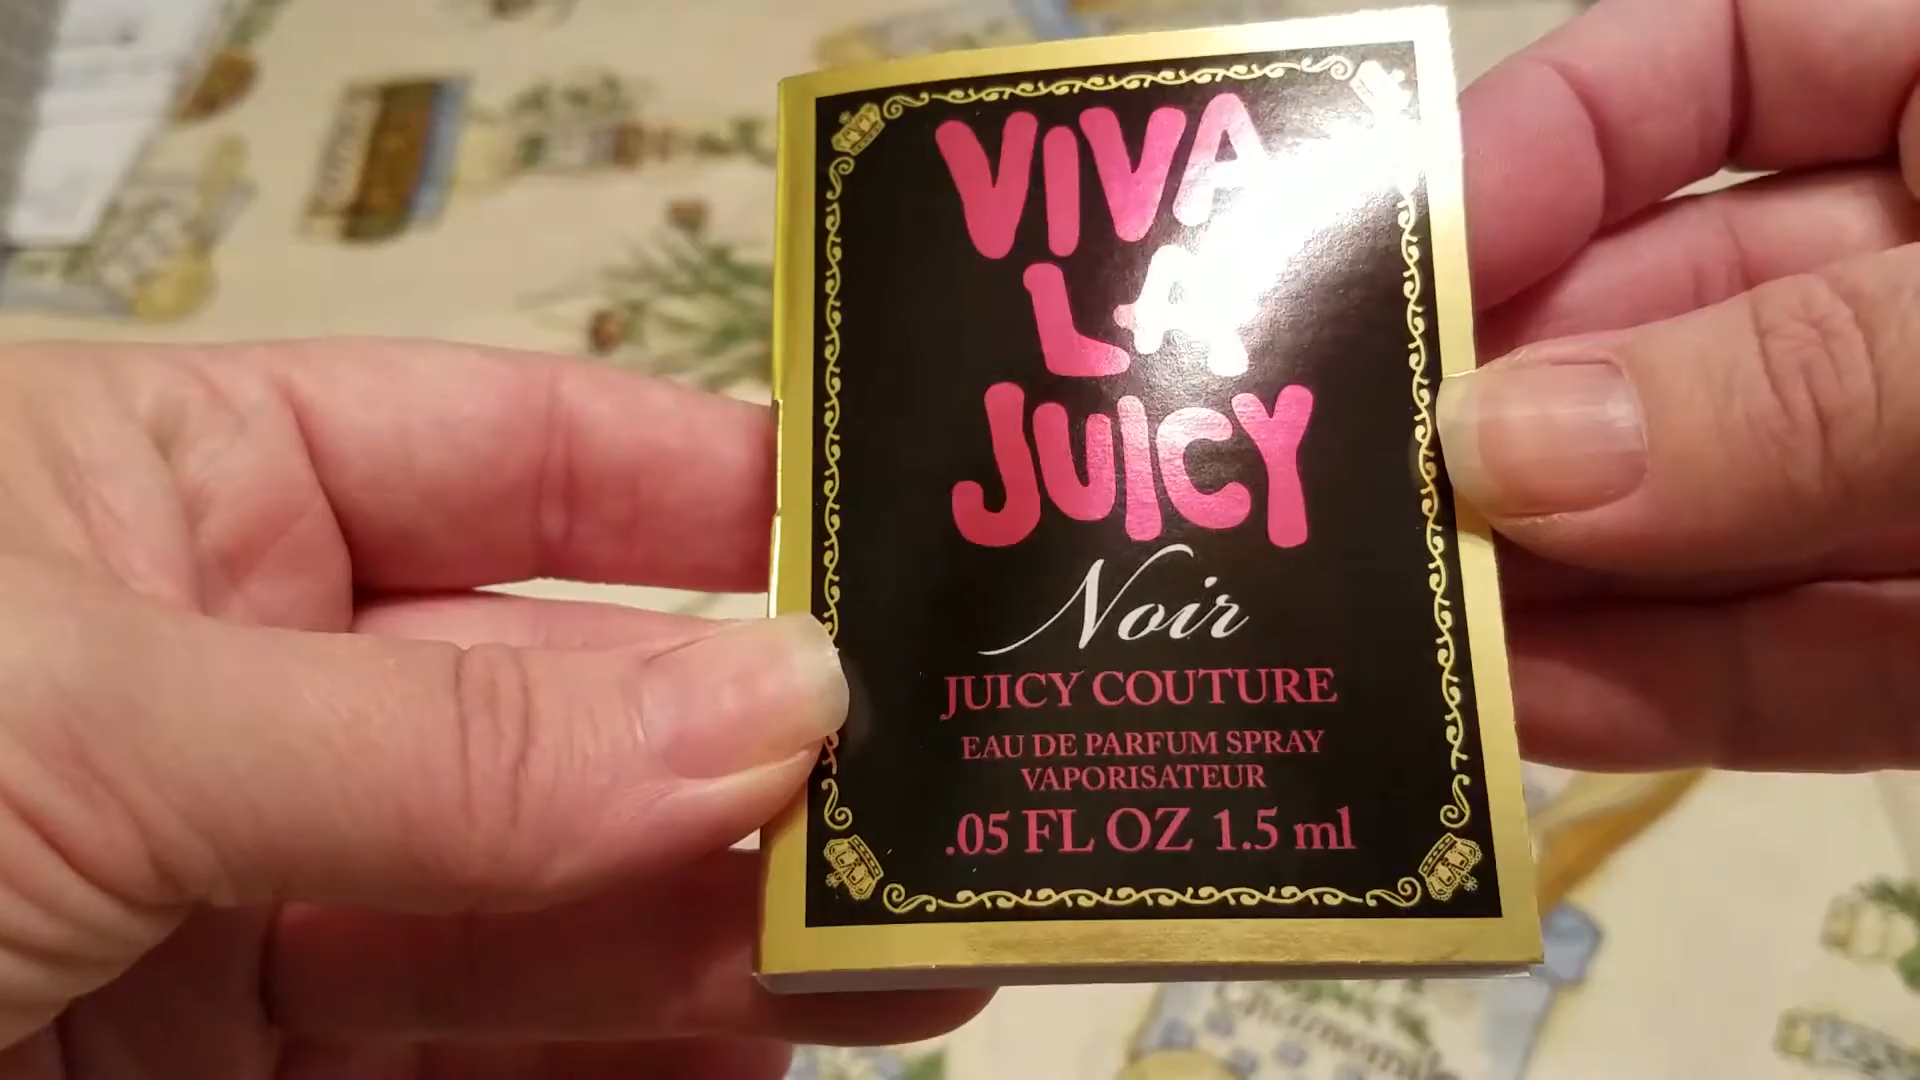 VIVA
LA
JUICY
Noir
JUICY COUTURE
EAU DE PARFUM SPRAY
VAPORISATEUR
.05 FL OZ 1.5 ml